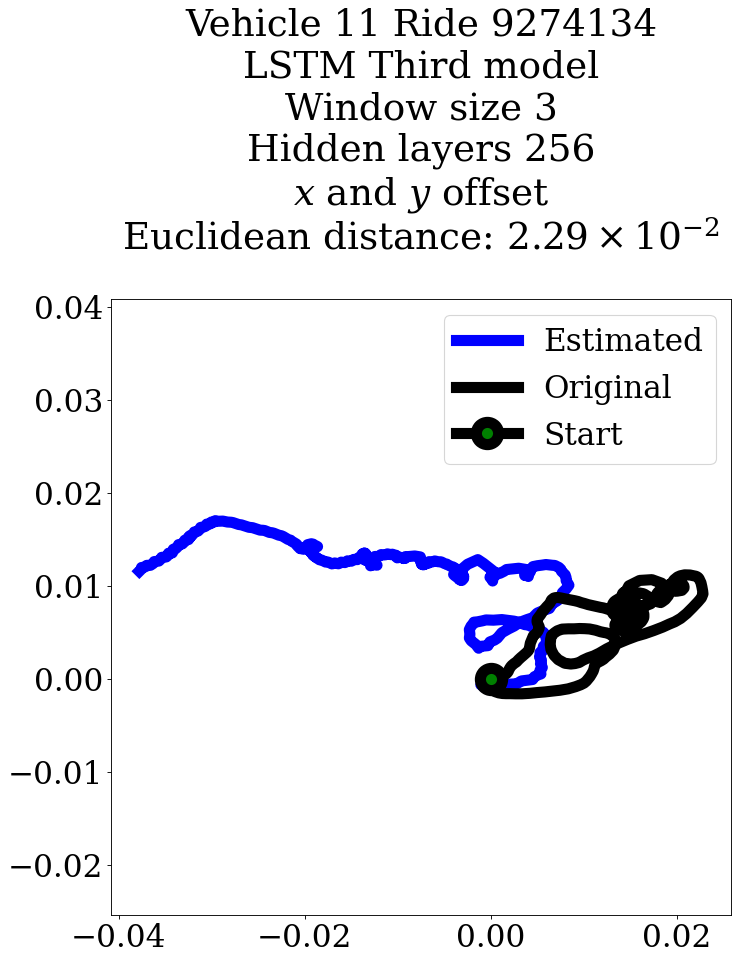 Vehicle 11 Ride 9274134
LSTM Third model
Window size 3
Hidden layers 256
x and y offset
Euclidean distance: 2.29 × 10⁻²
Estimated
Original
Start
0.04
0.03
0.02
0.01
0.00
−0.01
−0.02
−0.04 −0.02 0.00 0.02